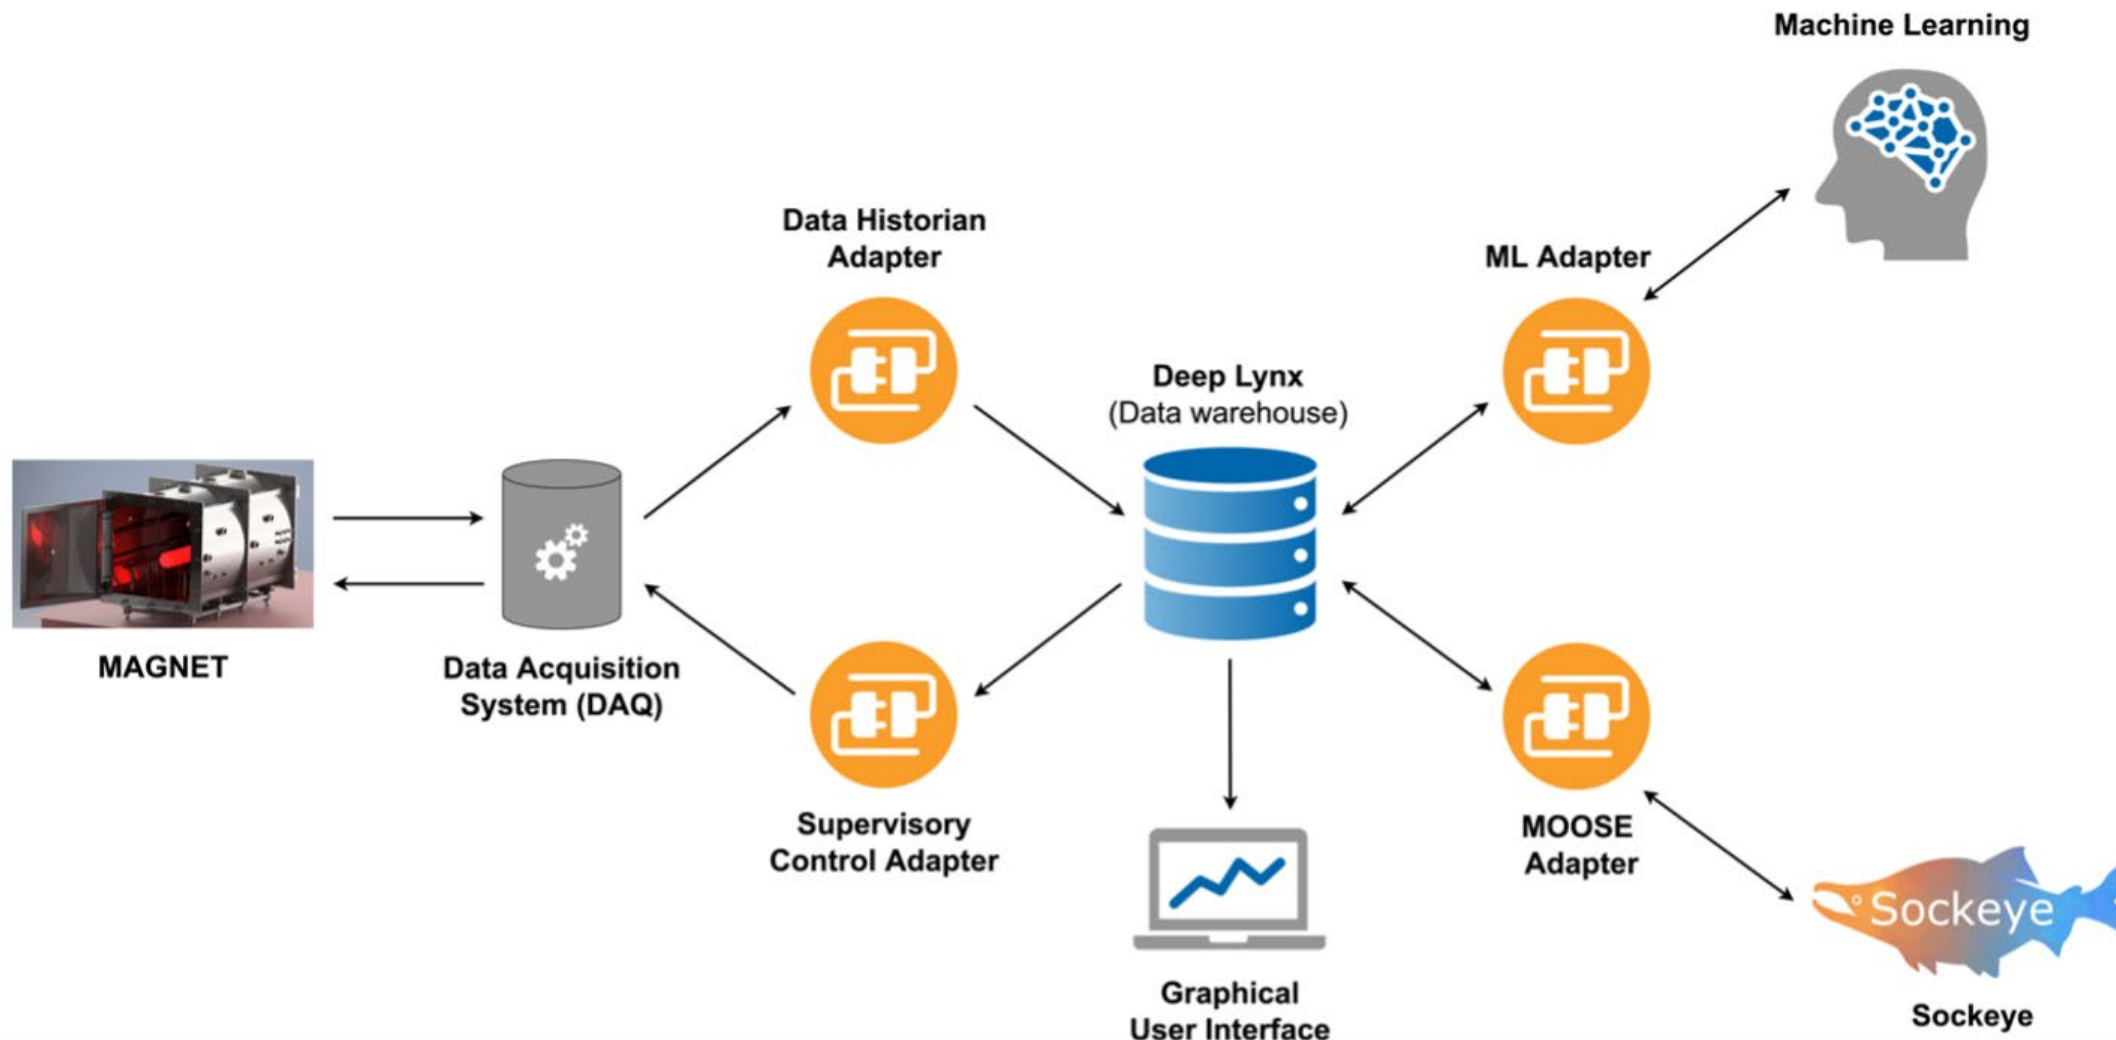 Machine Learning
Data Historian
Adapter
ML Adapter
Deep Lynx
(Data warehouse)
MAGNET
Data Acquisition
System (DAQ)
Supervisory
Control Adapter
MOOSE
Adapter
Sockeye
Graphical
User Interface
Sockeye